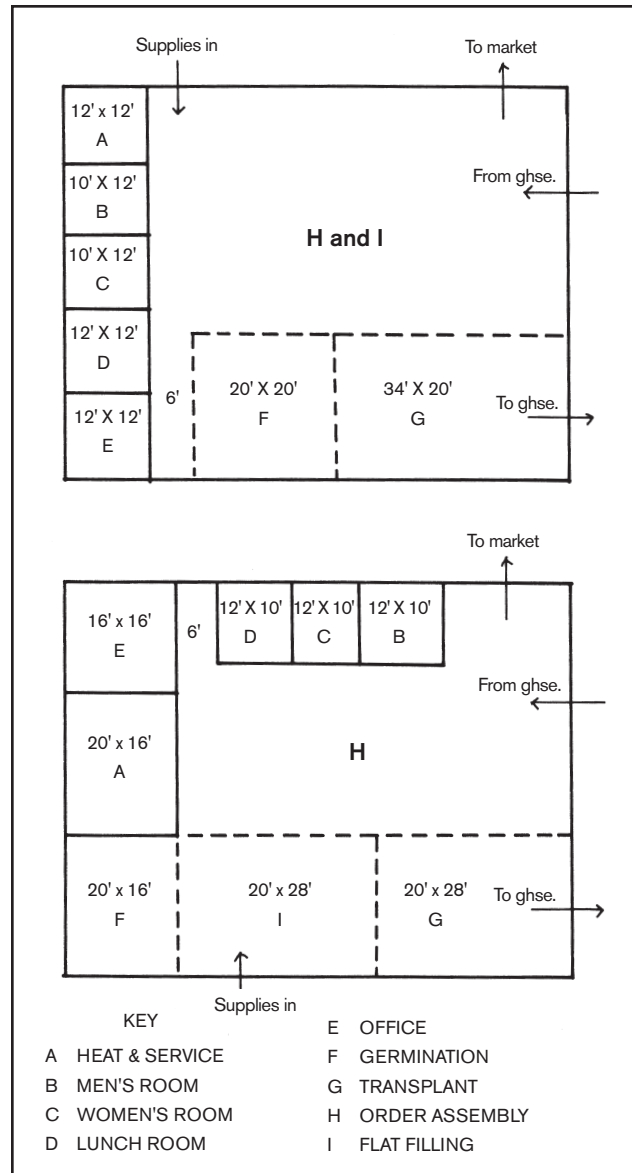 Supplies in
To market
12' x 12'
A
10' X 12'
B
10' X 12'
C
12' X 12'
D
12' X 12'
E
From ghse.
H and I
6'
20' X 20'
F
34' X 20'
G
To ghse.
To market
16' x 16'
E
6'
12' X 10'
D
12' X 10'
C
12' X 10'
B
From ghse.
20' x 16'
A
H
20' x 16'
F
20' x 28'
I
20' x 28'
G
To ghse.
Supplies in
KEY
A HEAT & SERVICE
B MEN'S ROOM
C WOMEN'S ROOM
D LUNCH ROOM
E OFFICE
F GERMINATION
G TRANSPLANT
H ORDER ASSEMBLY
I FLAT FILLING